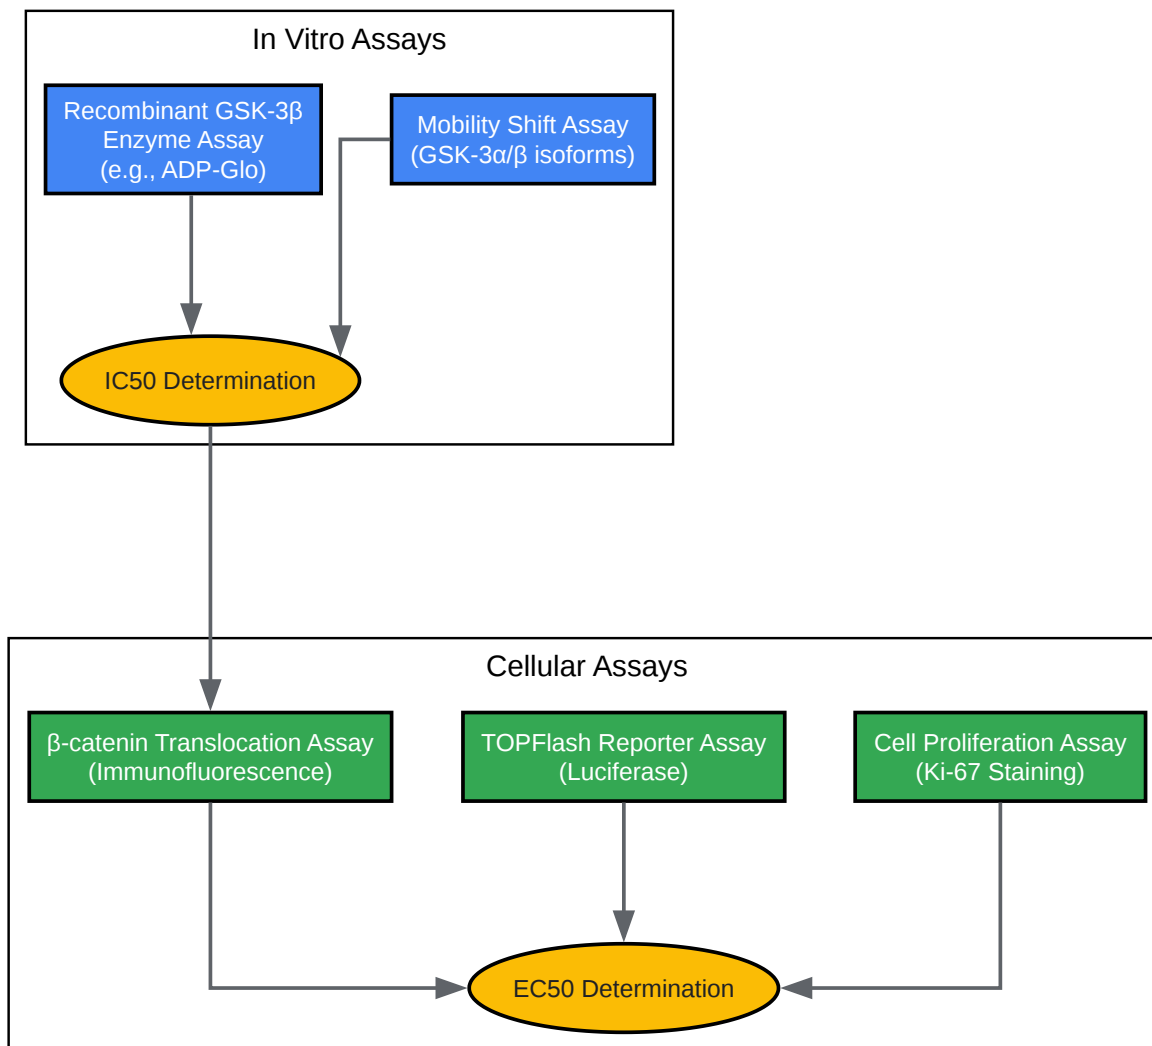 In Vitro Assays
Recombinant GSK-3β
Enzyme Assay
(e.g., ADP-Glo)
Mobility Shift Assay
(GSK-3α/β isoforms)
IC50 Determination
Cellular Assays
β-catenin Translocation Assay
(Immunofluorescence)
TOPFlash Reporter Assay
(Luciferase)
Cell Proliferation Assay
(Ki-67 Staining)
EC50 Determination